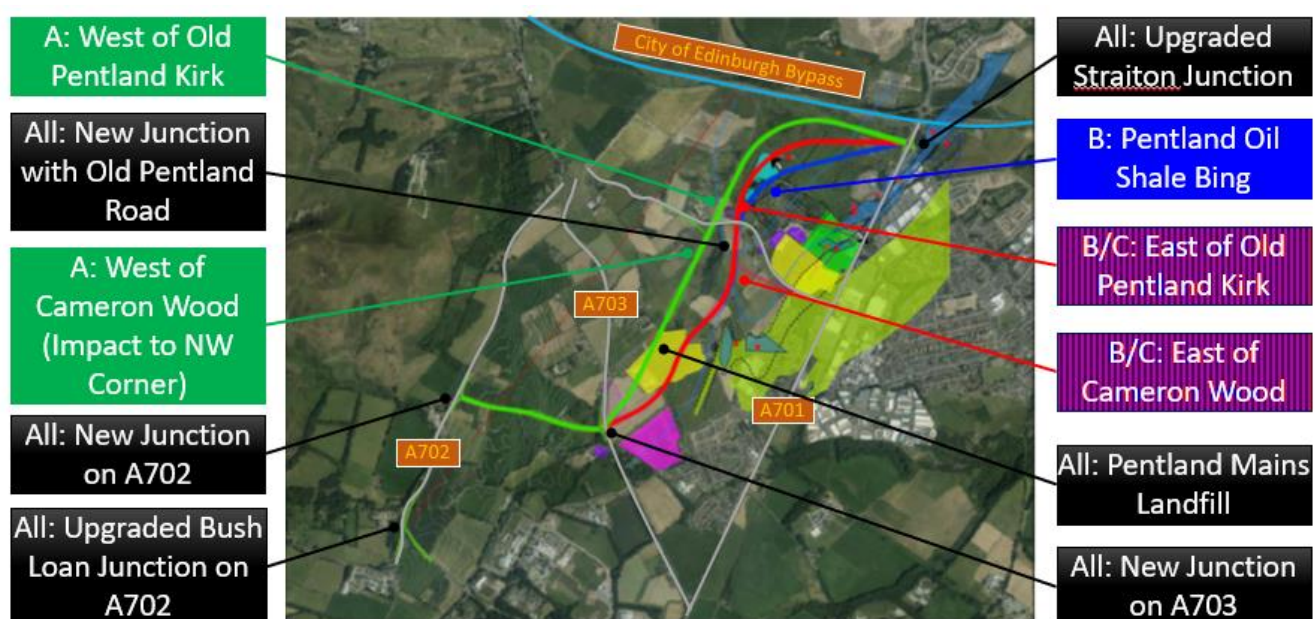 A: West of Old
Pentland Kirk
All: New Junction
with Old Pentland
Road
A: West of
Cameron Wood
(Impact to NW
Corner)
All: New Junction
on A702
All: Upgraded Bush
Loan Junction on
A702
City of Edinburgh Bypass
A703
A702
A701
All: Upgraded
Straiton Junction
B: Pentland Oil
Shale Bing
B/C: East of Old
Pentland Kirk
B/C: East of
Cameron Wood
All: Pentland Mains
Landfill
All: New Junction
on A703